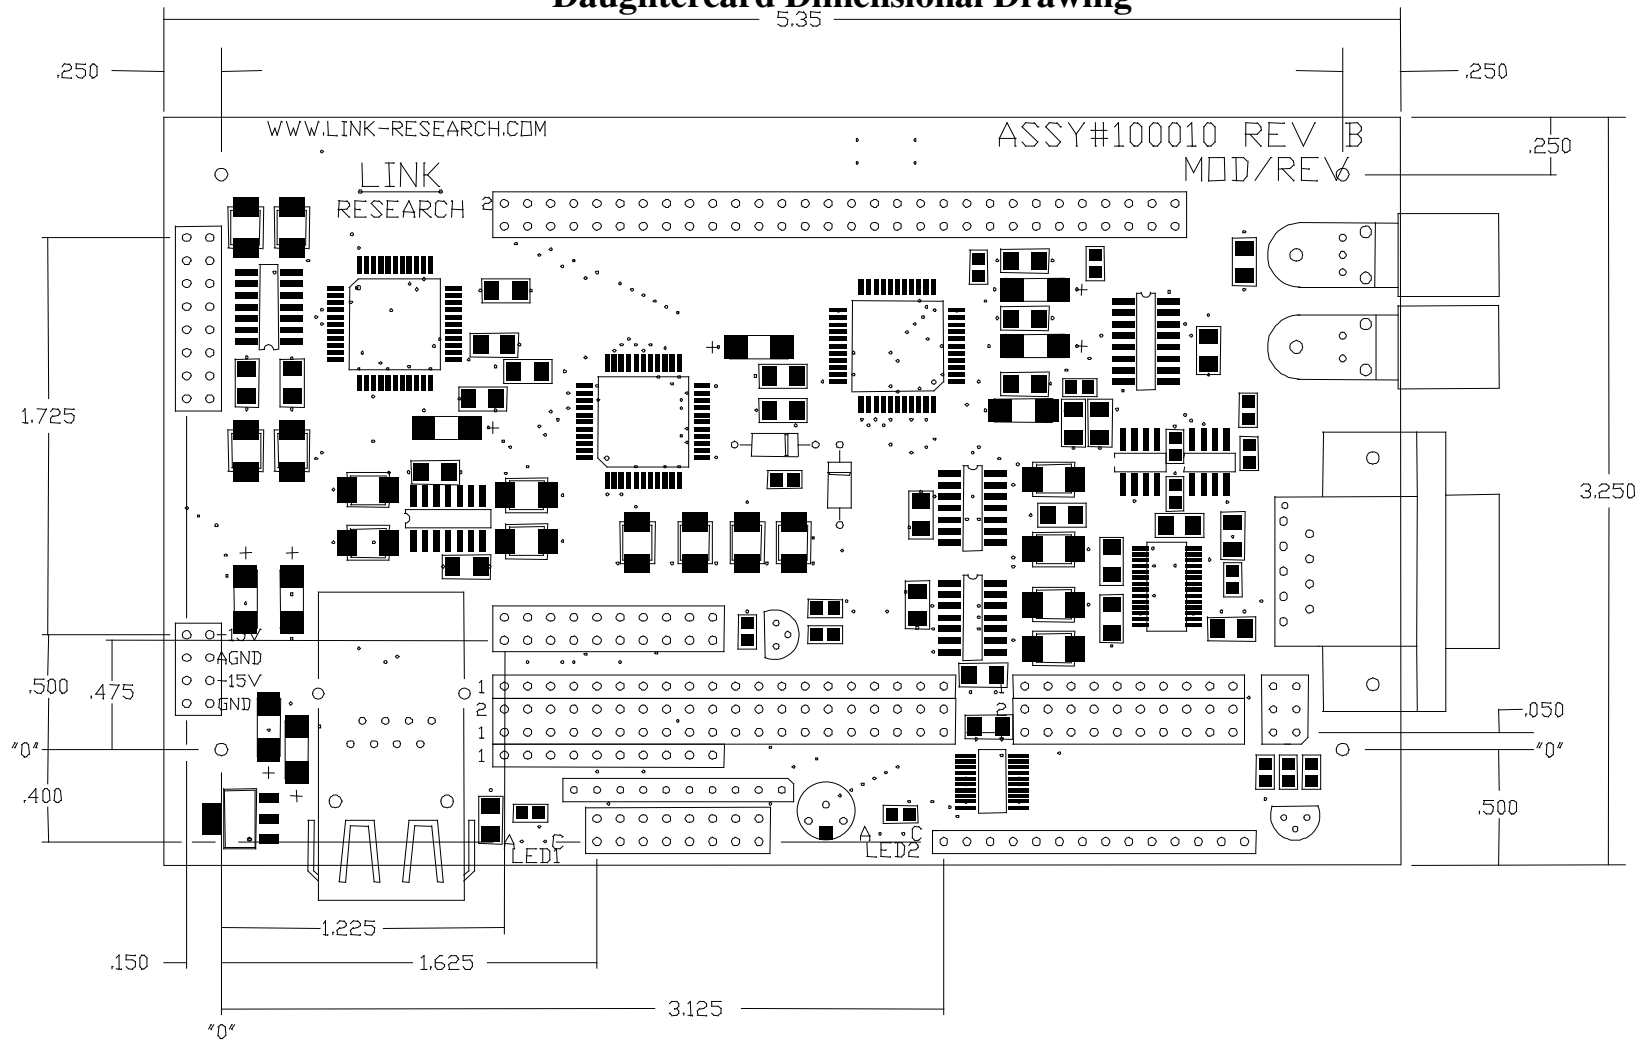 Daughtercard Dimensional Drawing
5.35
.250
.250
WWW.LINK-RESEARCH.COM
ASSY#100010 REV B
.250
MOD/REV
LINK
RESEARCH
2
+
+
+
+
1.725
3.250
+
+
-15V
AGND
-15V
GND
.500
.475
1
2
1
1
1
2
.050
"0"
"0"
+
+
.400
.500
A
C
LED1
A
C
LED2
1.225
.150
1.625
3.125
"0"